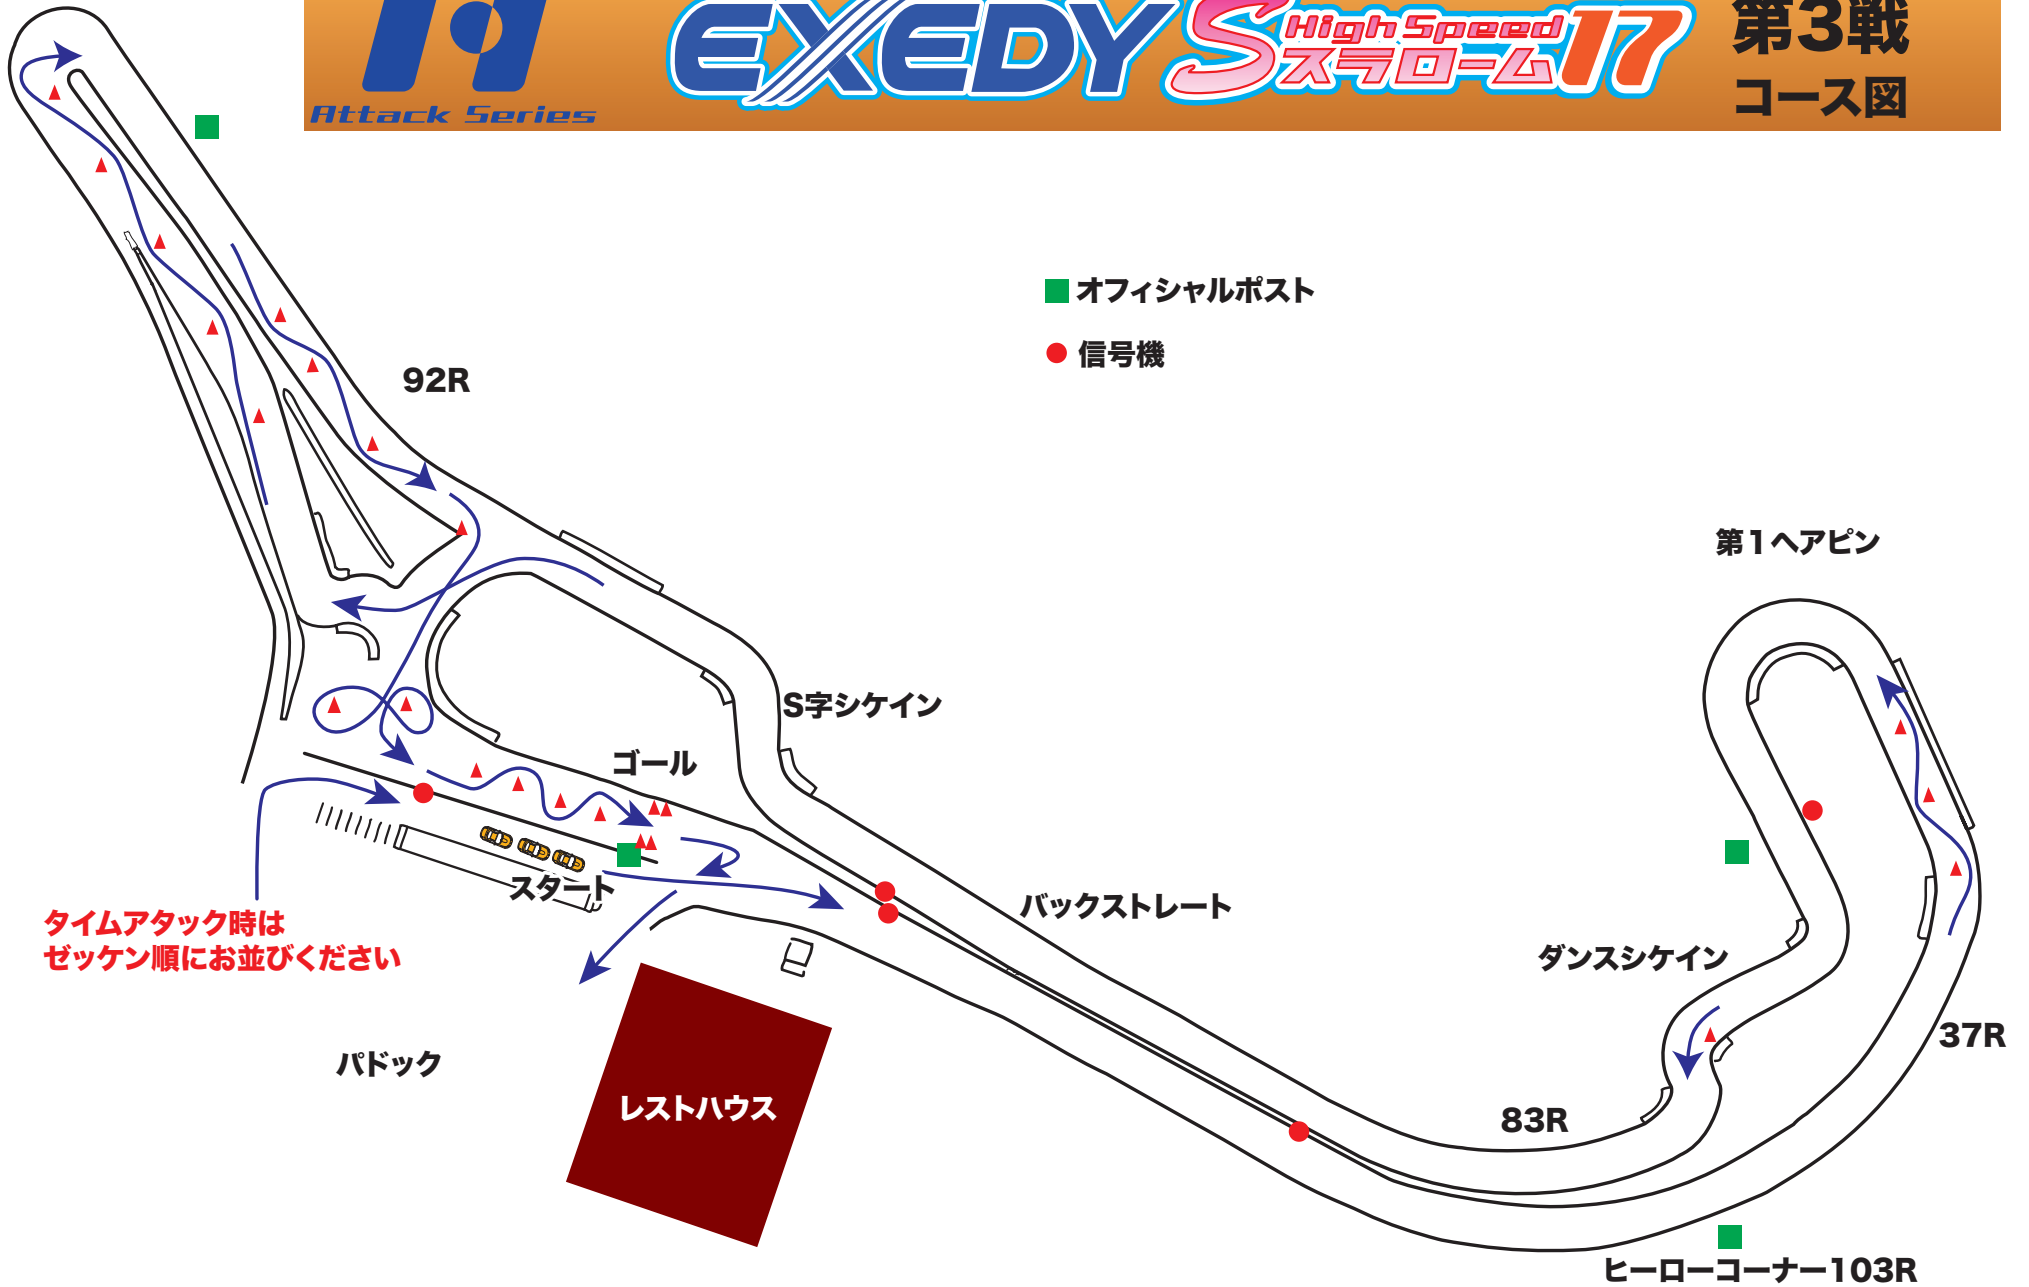 Attack Series
EXEDY High Speed スラローム17
第3戦
コース図
オフィシャルポスト
信号機
92R
第1ヘアピン
S字シケイン
ゴール
スタート
バックストレート
タイムアタック時は
ゼッケン順にお並びください
ダンスシケイン
37R
パドック
レストハウス
83R
ヒーローコーナー103R